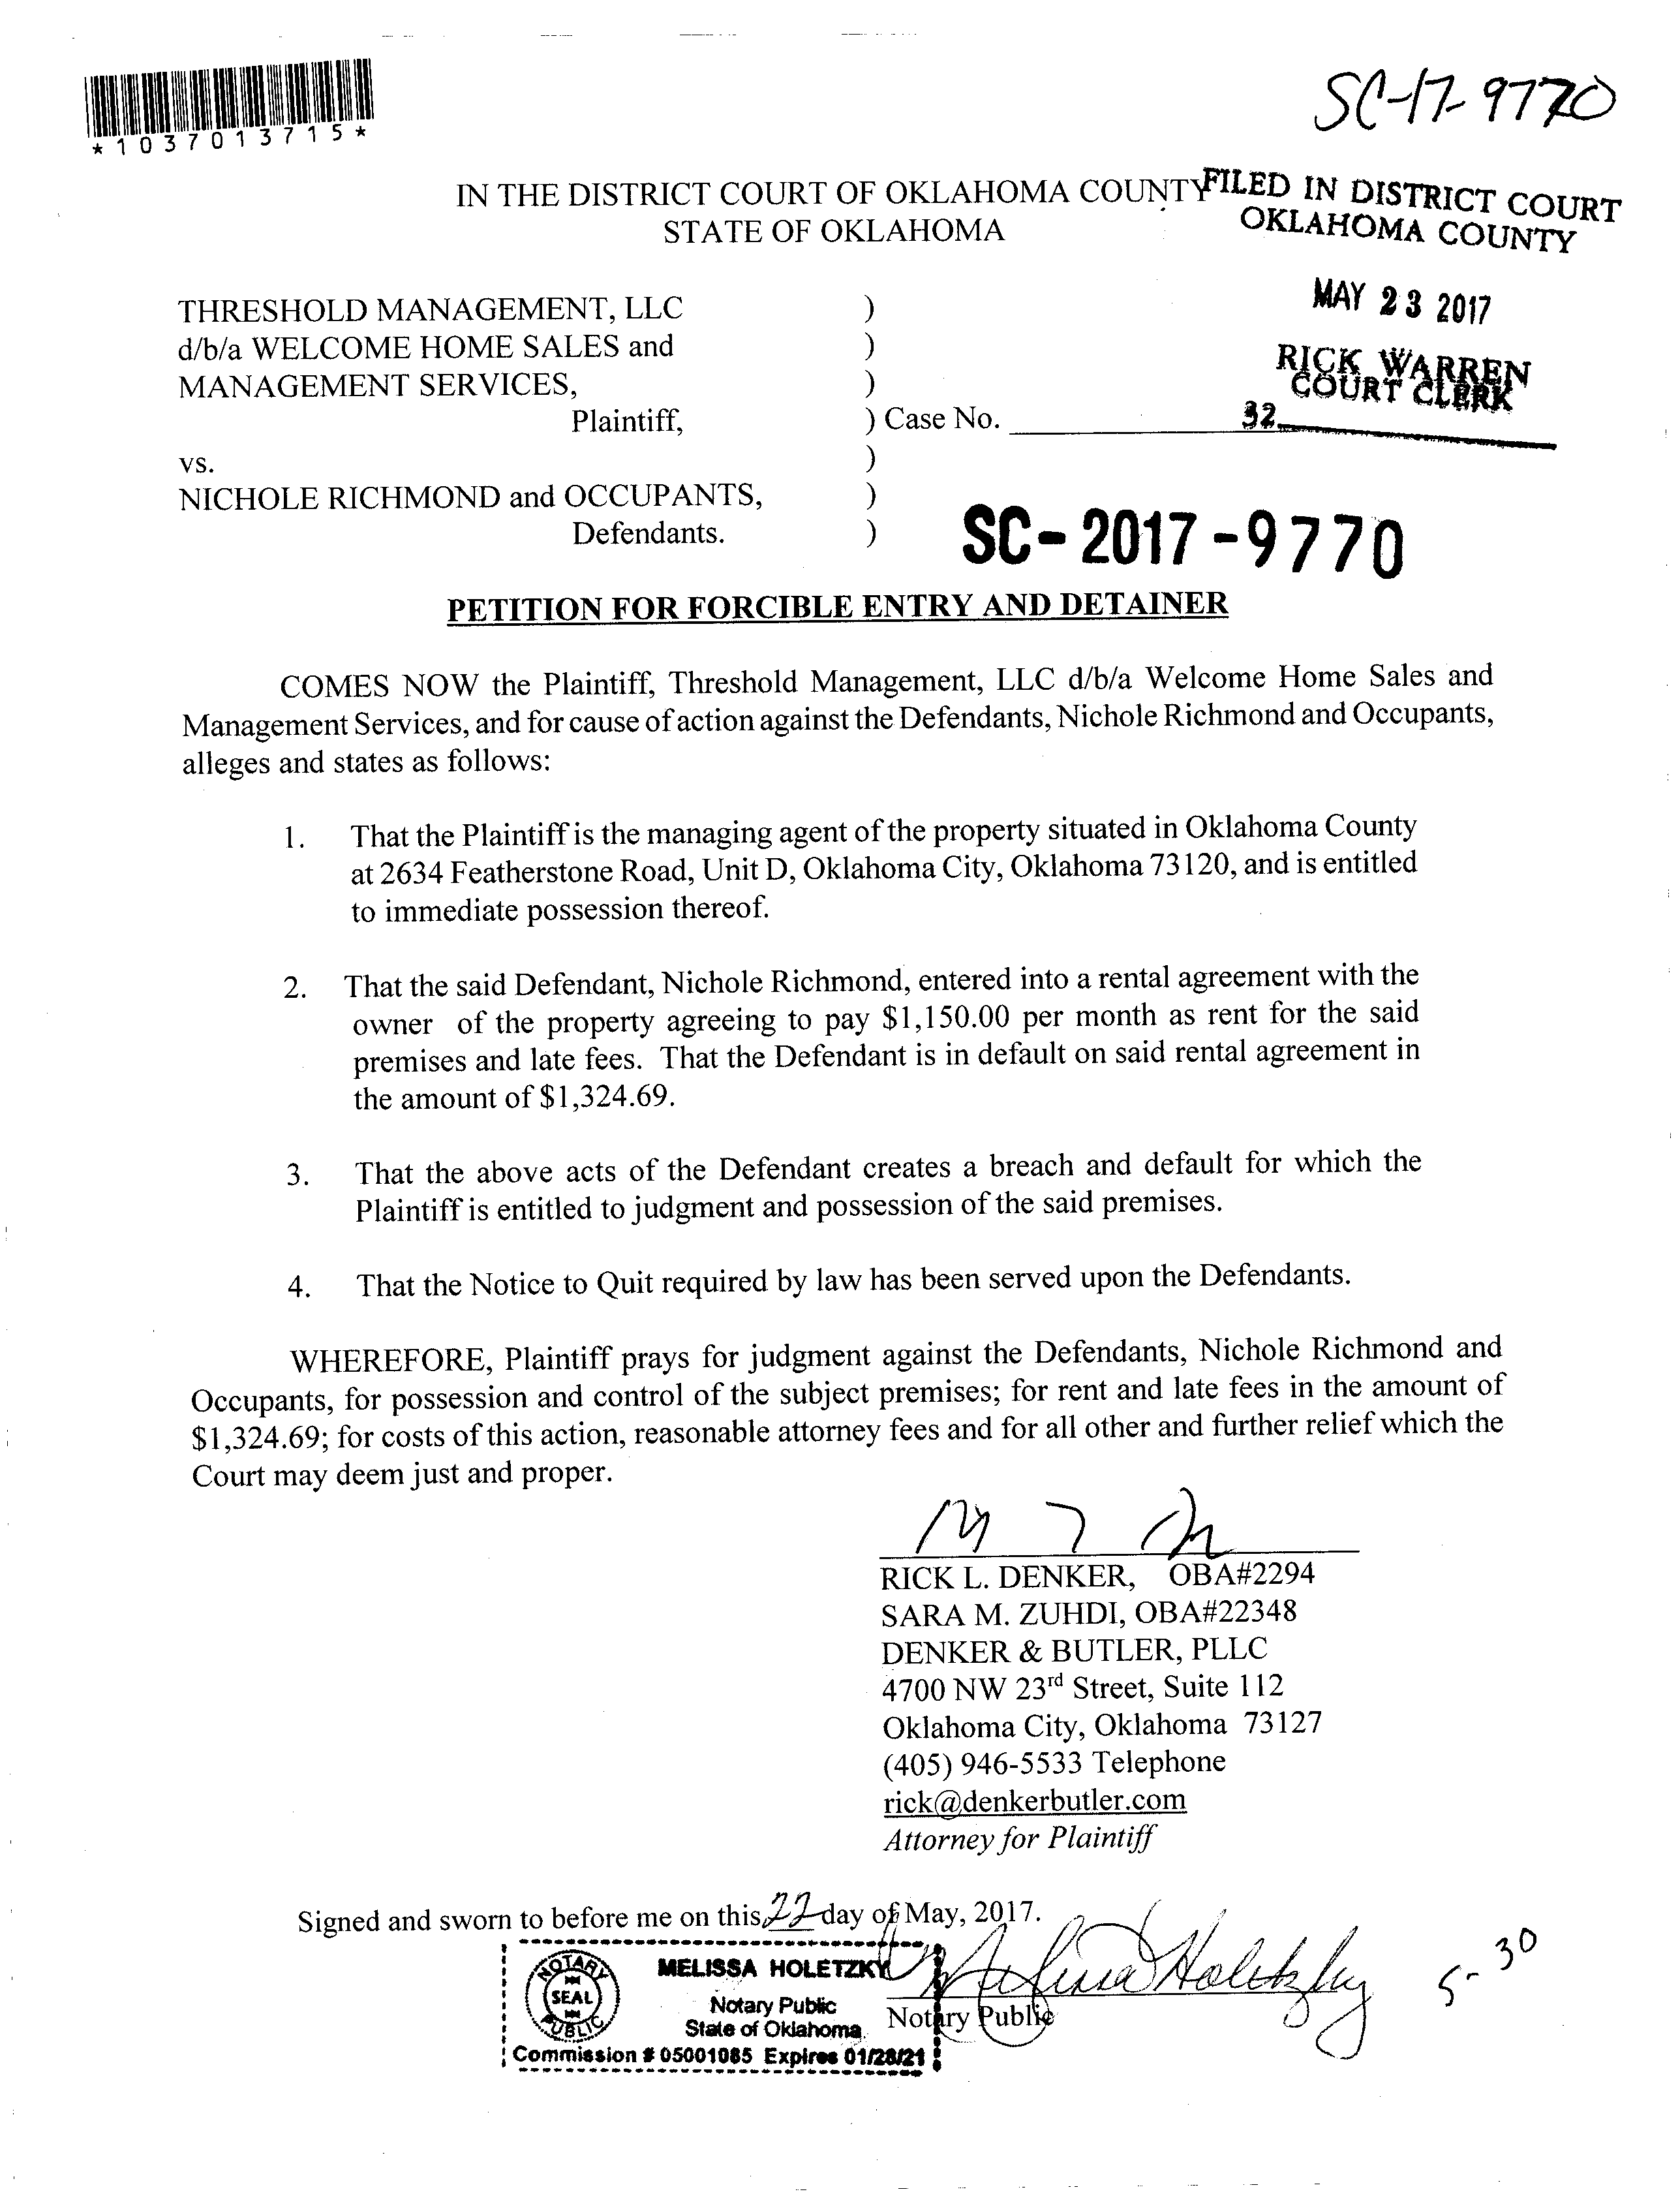 SC-17-9770
*1037013715*
IN THE DISTRICT COURT OF OKLAHOMA COUNTY
STATE OF OKLAHOMA
FILED IN DISTRICT COURT
OKLAHOMA COUNTY
MAY 23 2017
RICK WARREN
COURT CLERK
32
THRESHOLD MANAGEMENT, LLC )
d/b/a WELCOME HOME SALES and )
MANAGEMENT SERVICES, )
Plaintiff, ) Case No.
vs. )
NICHOLE RICHMOND and OCCUPANTS, )
Defendants. )
SC-2017-9770
PETITION FOR FORCIBLE ENTRY AND DETAINER
COMES NOW the Plaintiff, Threshold Management, LLC d/b/a Welcome Home Sales and
Management Services, and for cause of action against the Defendants, Nichole Richmond and Occupants,
alleges and states as follows:
1. That the Plaintiff is the managing agent of the property situated in Oklahoma County
at 2634 Featherstone Road, Unit D, Oklahoma City, Oklahoma 73120, and is entitled
to immediate possession thereof.
2. That the said Defendant, Nichole Richmond, entered into a rental agreement with the
owner of the property agreeing to pay $1,150.00 per month as rent for the said
premises and late fees. That the Defendant is in default on said rental agreement in
the amount of $1,324.69.
3. That the above acts of the Defendant creates a breach and default for which the
Plaintiff is entitled to judgment and possession of the said premises.
4. That the Notice to Quit required by law has been served upon the Defendants.
WHEREFORE, Plaintiff prays for judgment against the Defendants, Nichole Richmond and
Occupants, for possession and control of the subject premises; for rent and late fees in the amount of
$1,324.69; for costs of this action, reasonable attorney fees and for all other and further relief which the
Court may deem just and proper.
RICK L. DENKER, OBA#2294
SARA M. ZUHDI, OBA#22348
DENKER & BUTLER, PLLC
4700 NW 23rd Street, Suite 112
Oklahoma City, Oklahoma 73127
(405) 946-5533 Telephone
rick@denkerbutler.com
Attorney for Plaintiff
Signed and sworn to before me on this 22 day of May, 2017.
NOTARY
SEAL
PUBLIC
MELISSA HOLETZKY
Notary Public
State of Oklahoma
Commission # 05001085 Expires 01/28/21
Melissa Holetzky
Notary Public
5-30